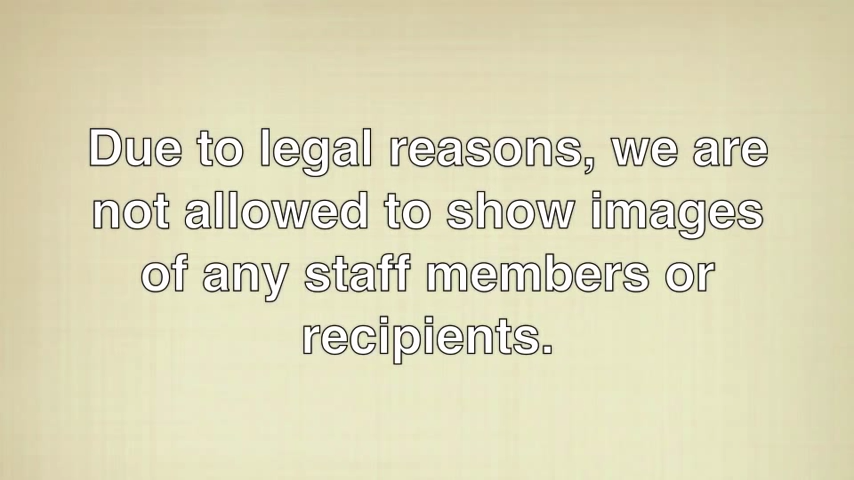 Due to legal reasons, we are
not allowed to show images
of any staff members or
recipients.